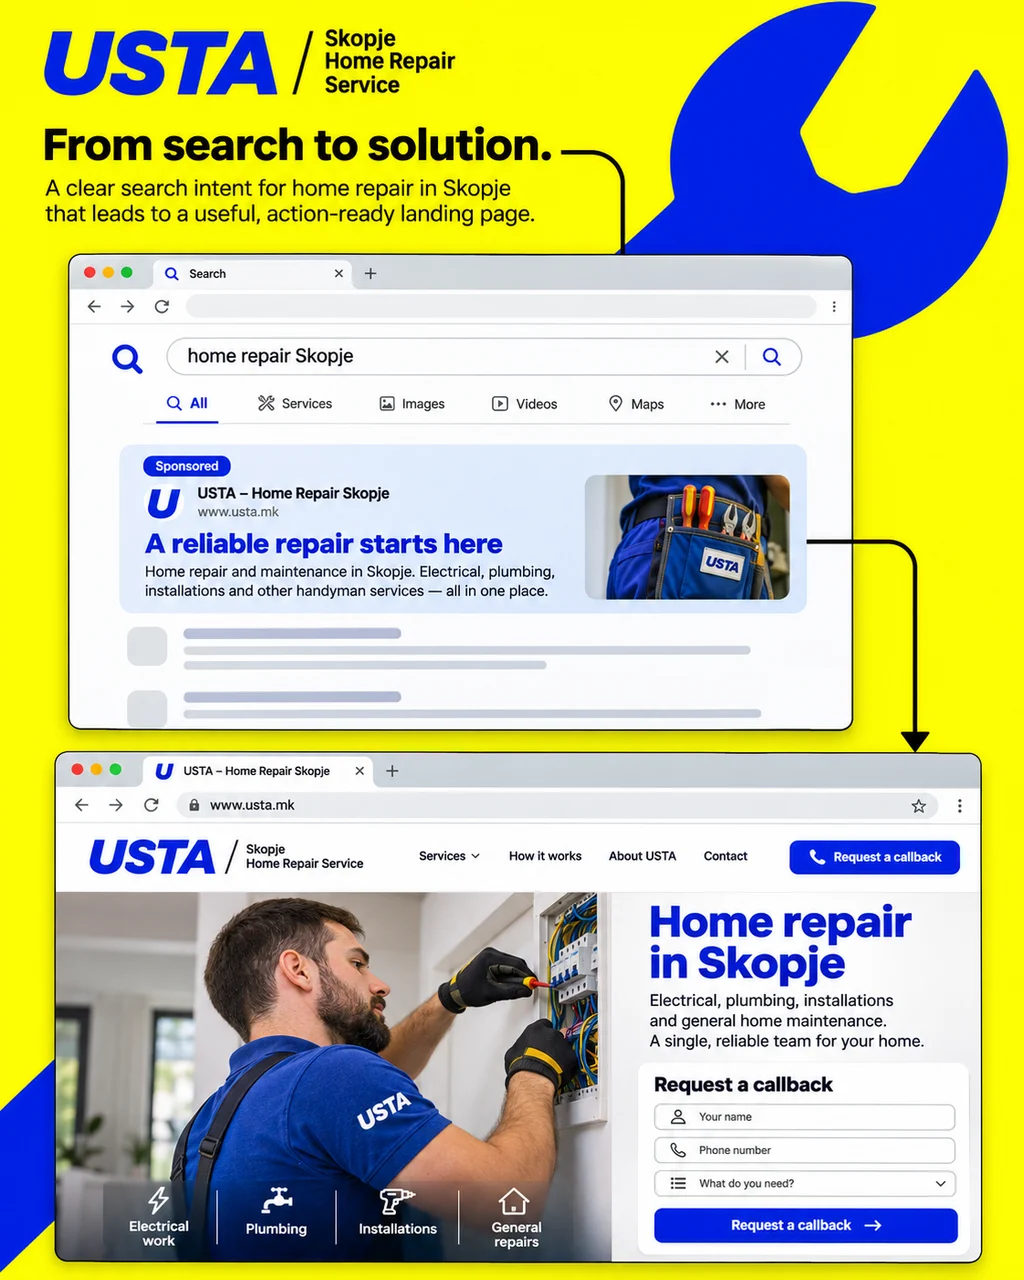 USTA
Skopje
Home Repair
Service
From search to solution.
A clear search intent for home repair in Skopje
that leads to a useful, action-ready landing page.
Search
home repair Skopje
All
Services
Images
Videos
Maps
More
Sponsored
U
USTA – Home Repair Skopje
www.usta.mk
A reliable repair starts here
Home repair and maintenance in Skopje. Electrical, plumbing,
installations and other handyman services — all in one place.
USTA
U
USTA – Home Repair Skopje
www.usta.mk
USTA
Skopje
Home Repair Service
Services
How it works
About USTA
Contact
Request a callback
Home repair
in Skopje
Electrical, plumbing, installations
and general home maintenance.
A single, reliable team for your home.
Request a callback
Your name
Phone number
What do you need?
Request a callback
USTA
Electrical
work
Plumbing
Installations
General
repairs